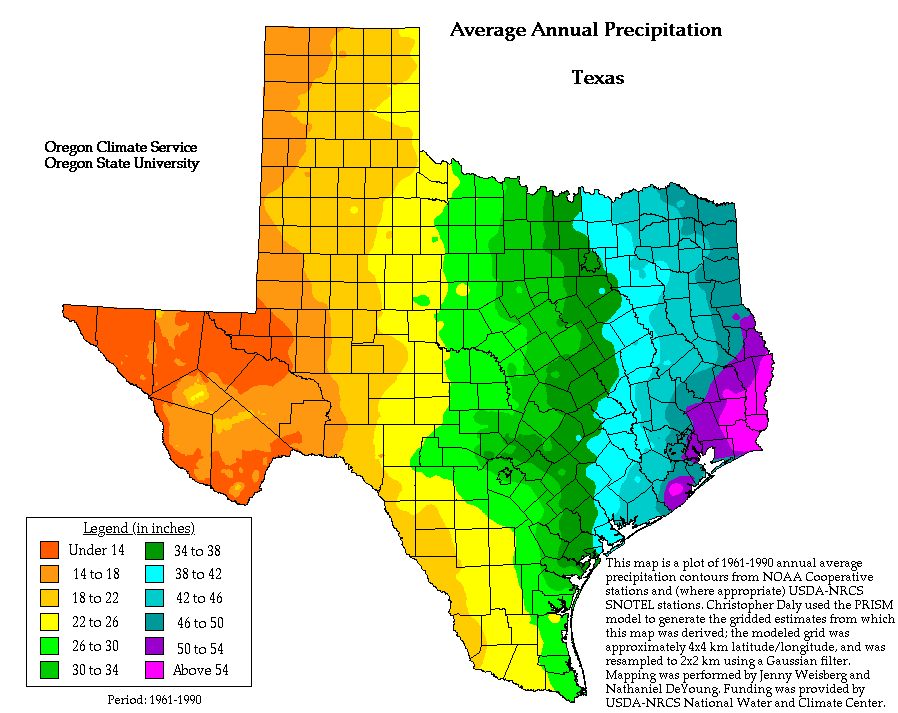 Average Annual Precipitation
Texas
Oregon Climate Service
Oregon State University
Legend (in inches)
Under 14
14 to 18
18 to 22
22 to 26
26 to 30
30 to 34
34 to 38
38 to 42
42 to 46
46 to 50
50 to 54
Above 54
Period: 1961-1990
This map is a plot of 1961-1990 annual average
precipitation contours from NOAA Cooperative
stations and (where appropriate) USDA-NRCS
SNOTEL stations. Christopher Daly used the PRISM
model to generate the gridded estimates from which
this map was derived; the modeled grid was
approximately 4x4 km latitude/longitude, and was
resampled to 2x2 km using a Gaussian filter.
Mapping was performed by Jenny Weisberg and
Nathaniel DeYoung. Funding was provided by
USDA-NRCS National Water and Climate Center.